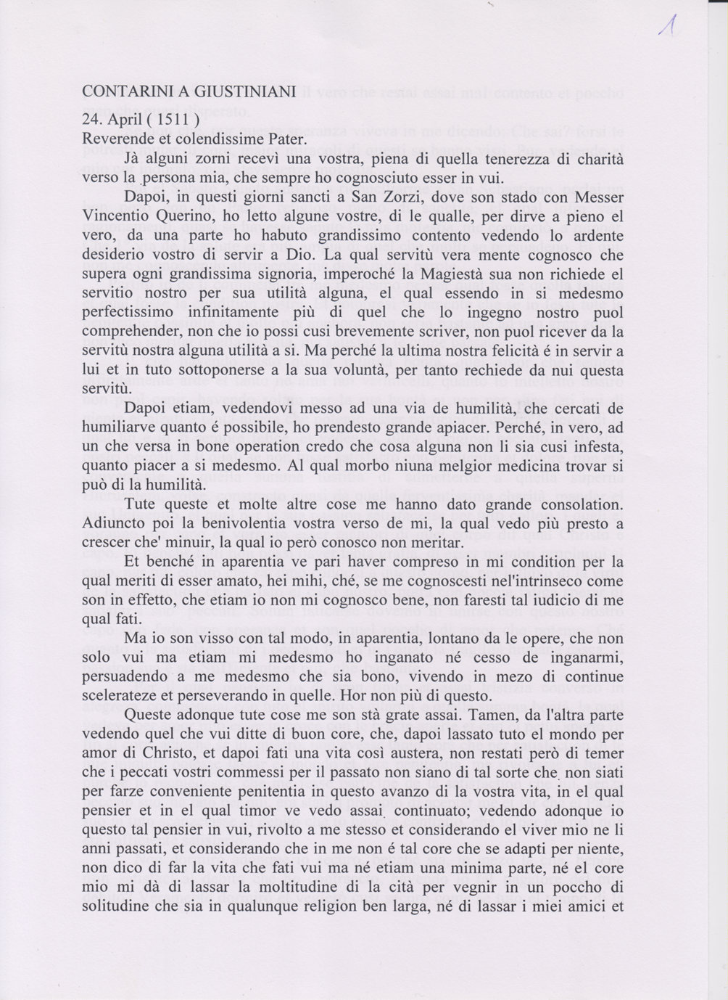 1
CONTARINI A GIUSTINIANI
24. April ( 1511 )
Reverende et colendissime Pater.
Jà alguni zorni recevì una vostra, piena di quella tenerezza di charità
verso la persona mia, che sempre ho cognosciuto esser in vui.
Dapoi, in questi giorni sancti a San Zorzi, dove son stado con Messer
Vincentio Querino, ho letto algune vostre, di le qualle, per dirve a pieno el
vero, da una parte ho habuto grandissimo contento vedendo lo ardente
desiderio vostro di servir a Dio. La qual servitù vera mente cognosco che
supera ogni grandissima signoria, imperoché la Magiestà sua non richiede el
servitio nostro per sua utilità alguna, el qual essendo in si medesmo
perfectissimo infinitamente più di quel che lo ingegno nostro puol
comprehender, non che io possi cusi brevemente scriver, non puol ricever da la
servitù nostra alguna utilità a si. Ma perché la ultima nostra felicità é in servir a
lui et in tuto sottoponerse a la sua voluntà, per tanto rechiede da nui questa
servitù.
Dapoi etiam, vedendovi messo ad una via de humilità, che cercati de
humiliarve quanto é possibile, ho prendesto grande apiacer. Perché, in vero, ad
un che versa in bone operation credo che cosa alguna non li sia cusi infesta,
quanto piacer a si medesmo. Al qual morbo niuna melgior medicina trovar si
può di la humilità.
Tute queste et molte altre cose me hanno dato grande consolation.
Adiuncto poi la benivolentia vostra verso de mi, la qual vedo più presto a
crescer che' minuir, la qual io però conosco non meritar.
Et benché in aparentia ve pari haver compreso in mi condition per la
qual meriti di esser amato, hei mihi, ché, se me cognoscesti nel'intrinseco come
son in effetto, che etiam io non mi cognosco bene, non faresti tal iudicio di me
qual fati.
Ma io son visso con tal modo, in aparentia, lontano da le opere, che non
solo vui ma etiam mi medesmo ho inganato né cesso de inganarmi,
persuadendo a me medesmo che sia bono, vivendo in mezo di continue
scelerateze et perseverando in quelle. Hor non più di questo.
Queste adonque tute cose me son stà grate assai. Tamen, da l'altra parte
vedendo quel che vui ditte di buon core, che, dapoi lassato tuto el mondo per
amor di Christo, et dapoi fati una vita così austera, non restati però di temer
che i peccati vostri commessi per il passato non siano di tal sorte che non siati
per farze conveniente penitentia in questo avanzo di la vostra vita, in el qual
pensier et in el qual timor ve vedo assai continuato; vedendo adonque io
questo tal pensier in vui, rivolto a me stesso et considerando el viver mio ne li
anni passati, et considerando che in me non é tal core che se adapti per niente,
non dico di far la vita che fati vui ma né etiam una minima parte, né el core
mio mi dà di lassar la moltitudine di la cità per vegnir in un poccho di
solitudine che sia in qualunque religion ben larga, né di lassar i miei amici et